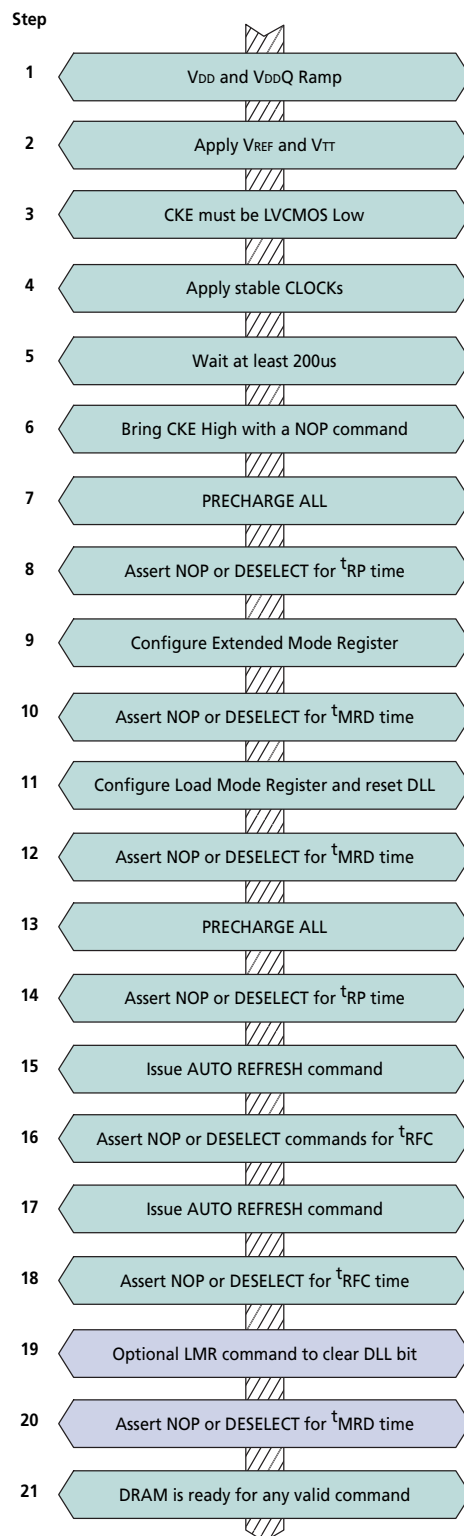 Step
1 VDD and VDDQ Ramp
2 Apply VREF and VTT
3 CKE must be LVCMOS Low
4 Apply stable CLOCKs
5 Wait at least 200us
6 Bring CKE High with a NOP command
7 PRECHARGE ALL
8 Assert NOP or DESELECT for tRP time
9 Configure Extended Mode Register
10 Assert NOP or DESELECT for tMRD time
11 Configure Load Mode Register and reset DLL
12 Assert NOP or DESELECT for tMRD time
13 PRECHARGE ALL
14 Assert NOP or DESELECT for tRP time
15 Issue AUTO REFRESH command
16 Assert NOP or DESELECT commands for tRFC
17 Issue AUTO REFRESH command
18 Assert NOP or DESELECT for tRFC time
19 Optional LMR command to clear DLL bit
20 Assert NOP or DESELECT for tMRD time
21 DRAM is ready for any valid command